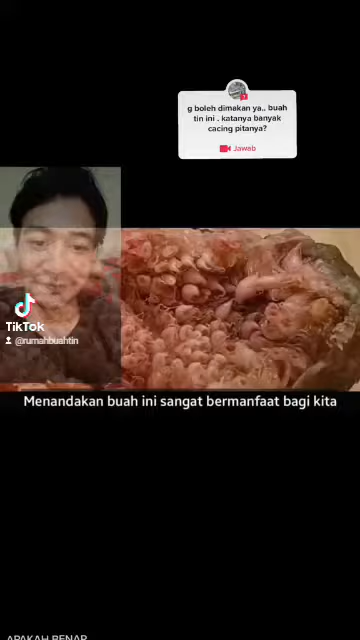 g boleh dimakan ya.. buah
tin ini . katanya banyak
cacing pitanya?
Jawab
TikTok
@rumahbuahtin
Menandakan buah ini sangat bermanfaat bagi kita
APAKAH BENAR